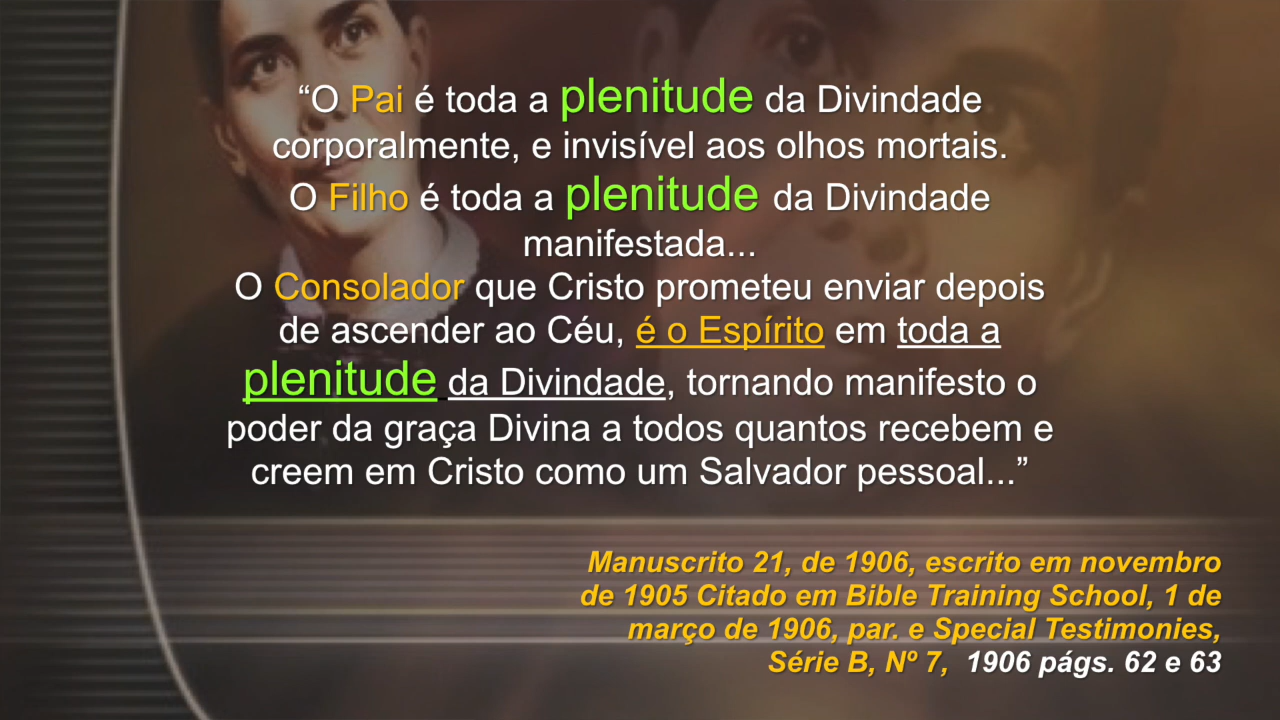 “O Pai é toda a plenitude da Divindade
corporalmente, e invisível aos olhos mortais.
O Filho é toda a plenitude da Divindade
manifestada...
O Consolador que Cristo prometeu enviar depois
de ascender ao Céu, é o Espírito em toda a
plenitude da Divindade, tornando manifesto o
poder da graça Divina a todos quantos recebem e
creem em Cristo como um Salvador pessoal...”
Manuscrito 21, de 1906, escrito em novembro
de 1905 Citado em Bible Training School, 1 de
março de 1906, par. e Special Testimonies,
Série B, Nº 7, 1906 págs. 62 e 63